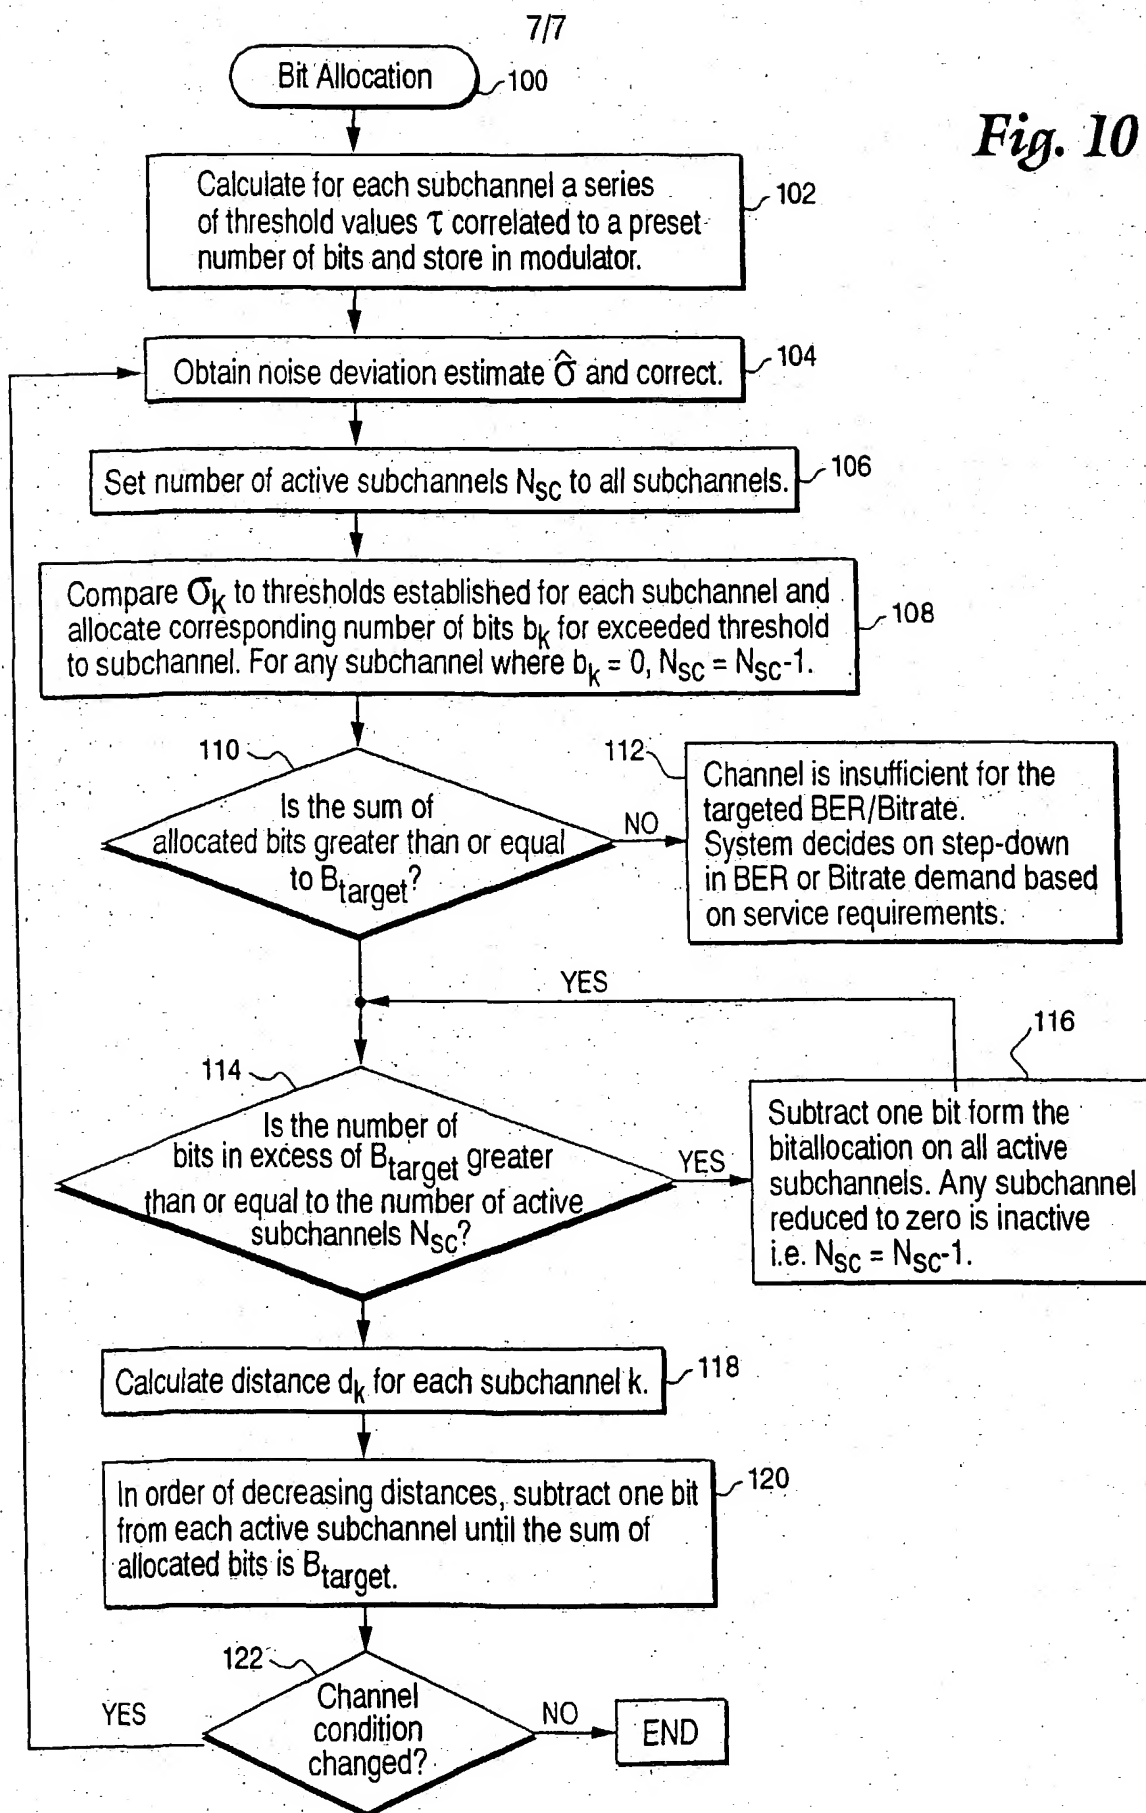 7/7
Bit Allocation
100
Fig. 10
Calculate for each subchannel a series
of threshold values τ correlated to a preset
number of bits and store in modulator.
102
Obtain noise deviation estimate σ̂ and correct.
104
Set number of active subchannels NSC to all subchannels.
106
Compare σk to thresholds established for each subchannel and
allocate corresponding number of bits bk for exceeded threshold
to subchannel. For any subchannel where bk = 0, NSC = NSC-1.
108
110
Is the sum of
allocated bits greater than or equal
to Btarget?
NO
112
Channel is insufficient for the
targeted BER/Bitrate.
System decides on step-down
in BER or Bitrate demand based
on service requirements.
YES
114
Is the number of
bits in excess of Btarget greater
than or equal to the number of active
subchannels NSC?
YES
116
Subtract one bit form the
bitallocation on all active
subchannels. Any subchannel
reduced to zero is inactive
i.e. NSC = NSC-1.
Calculate distance dk for each subchannel k.
118
In order of decreasing distances, subtract one bit
from each active subchannel until the sum of
allocated bits is Btarget.
120
122
Channel
condition
changed?
YES
NO
END